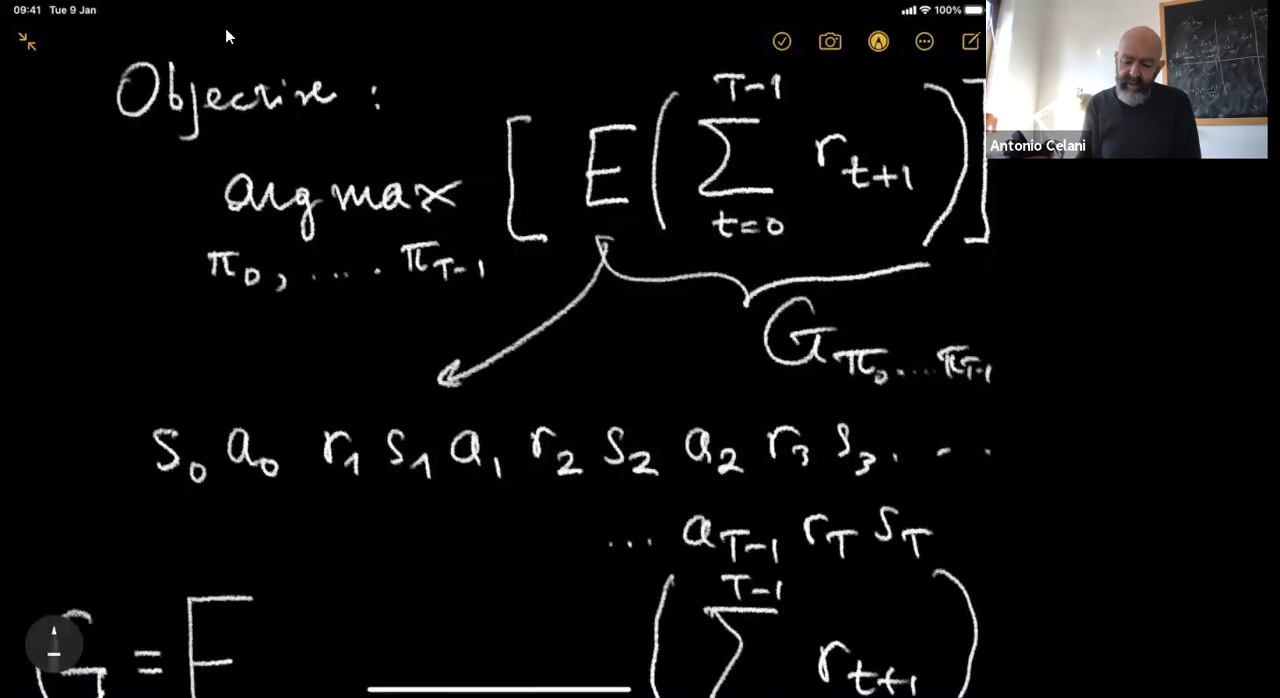 09:41 Tue 9 Jan
100%
Objective :
argmax [ E ( ∑ r_{t+1} ) ]
T-1
t=0
π_0, .... π_{T-1}
G_{π_0....π_{T-1}}
s_0 a_0 r_1 s_1 a_1 r_2 s_2 a_2 r_3 s_3 . - .
... a_{T-1} r_T s_T
T-1
G = E ( ∑ r_{t+1} )
Antonio Celani